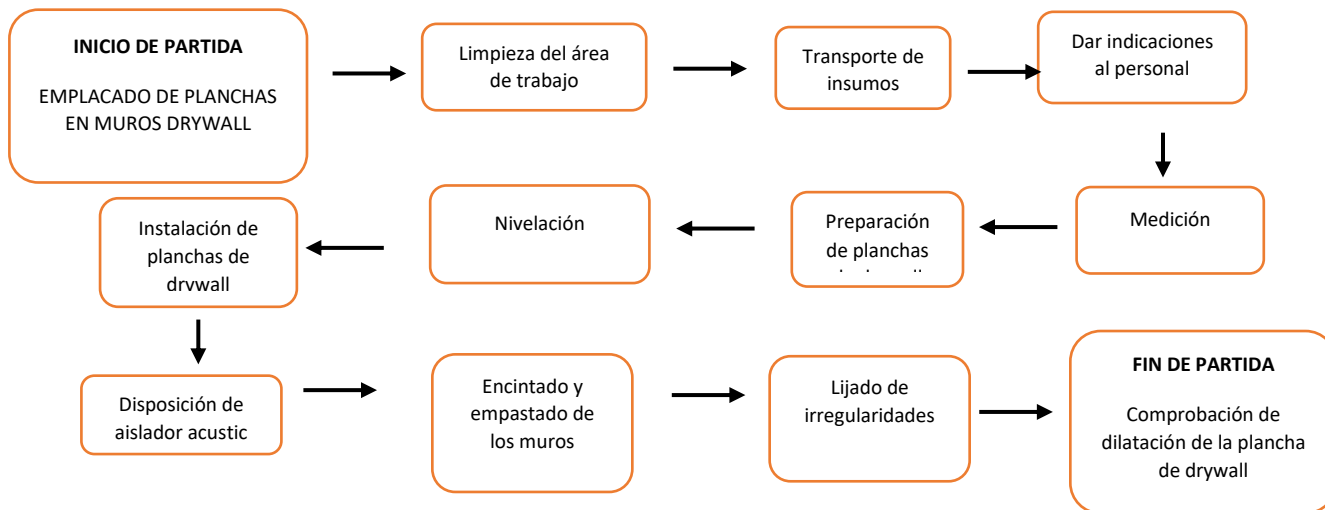 INICIO DE PARTIDA
EMPLACADO DE PLANCHAS
EN MUROS DRYWALL
Limpieza del área
de trabajo
Transporte de
insumos
Dar indicaciones
al personal
Medición
Preparación
de planchas
Nivelación
Instalación de
planchas de
drywall
Disposición de
aislador acustic
Encintado y
empastado de
los muros
Lijado de
irregularidades
FIN DE PARTIDA
Comprobación de
dilatación de la plancha
de drywall